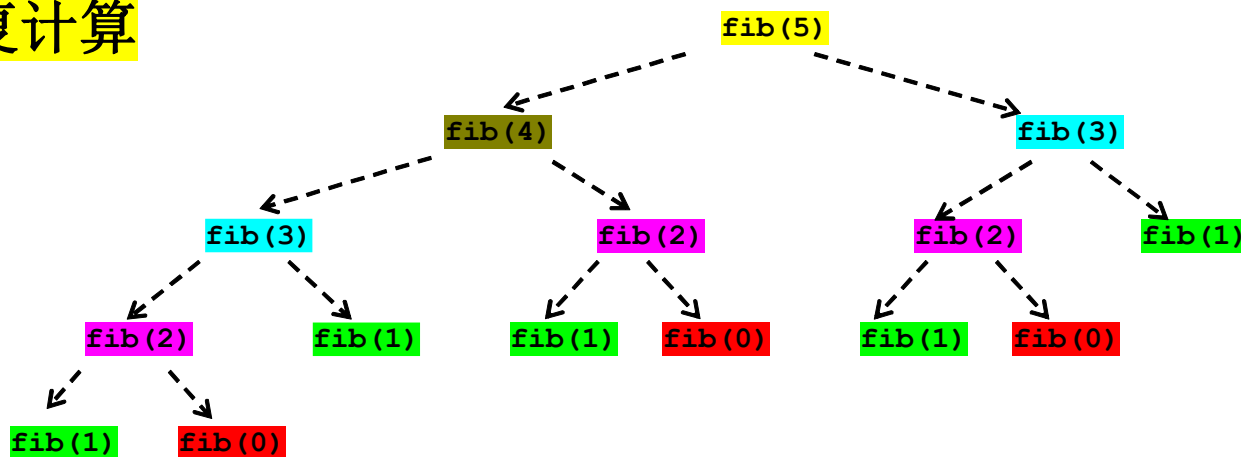 复计算
fib(5)
fib(4) fib(3)
fib(3) fib(2) fib(2) fib(1)
fib(2) fib(1) fib(1) fib(0) fib(1) fib(0)
fib(1) fib(0)